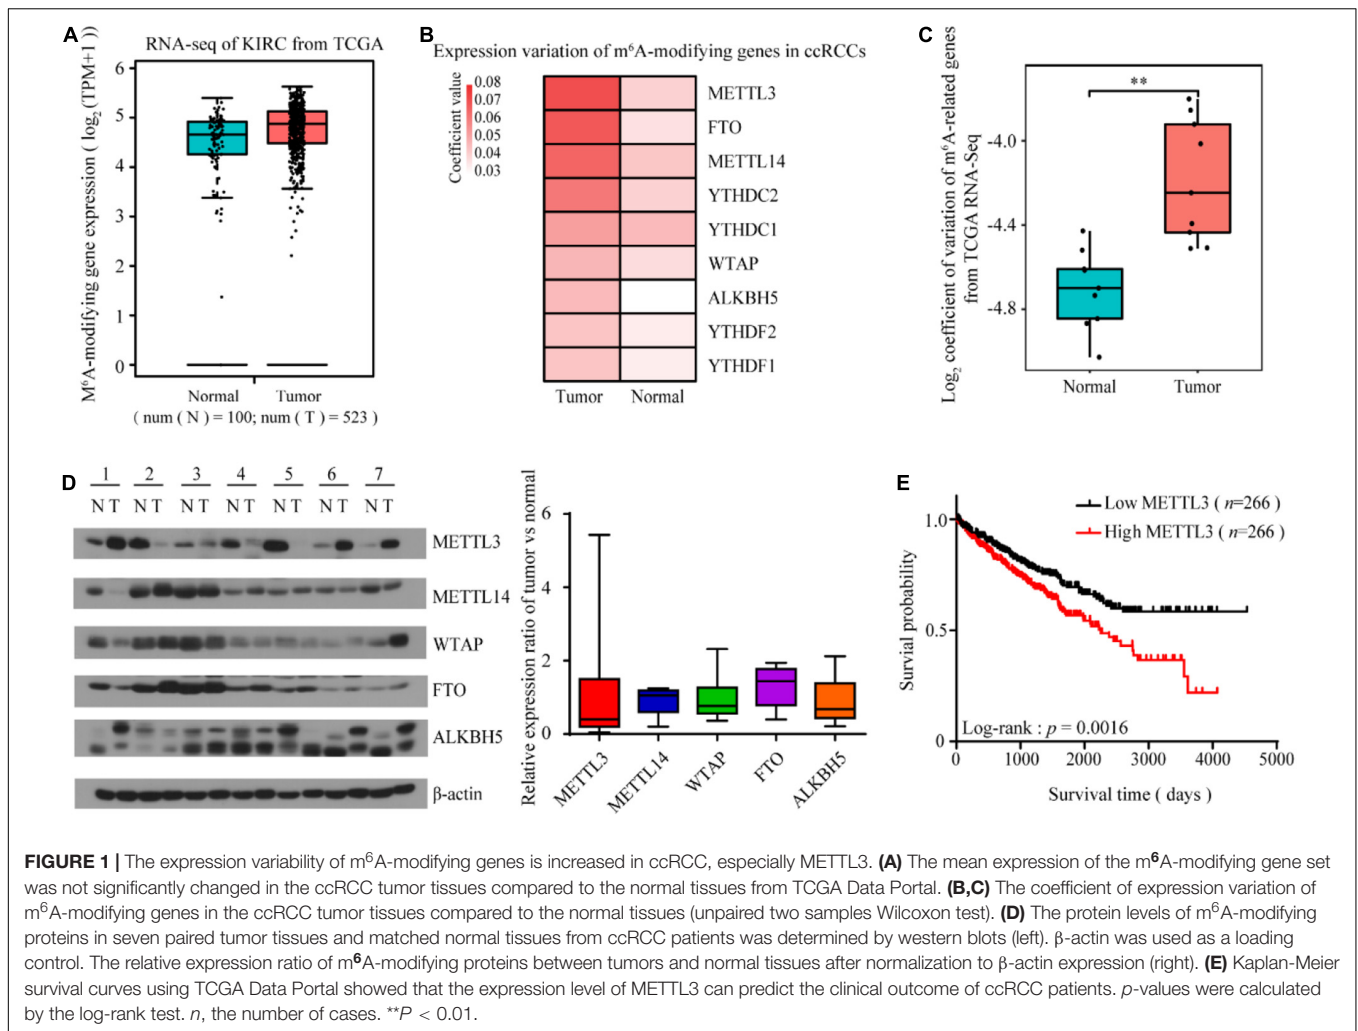 A
RNA-seq of KIRC from TCGA
M⁶A-modifying gene expression ( log₂ (TPM+1 ))
6
5
4
3
2
1
0
Normal
Tumor
( num ( N ) = 100; num ( T ) = 523 )
B
Expression variation of m⁶A-modifying genes in ccRCCs
Coefficient value
0.08
0.07
0.06
0.05
0.04
0.03
METTL3
FTO
METTL14
YTHDC2
YTHDC1
WTAP
ALKBH5
YTHDF2
YTHDF1
Tumor
Normal
C
Log₂ coefficient of variation of m⁶A-related genes
from TCGA RNA-Seq
**
-4.0
-4.4
-4.8
Normal
Tumor
D
1 2 3 4 5 6 7
N T N T N T N T N T N T N T
METTL3
METTL14
WTAP
FTO
ALKBH5
β-actin
Relative expression ratio of tumor vs normal
6
4
2
0
METTL3
METTL14
WTAP
FTO
ALKBH5
E
Low METTL3 ( n=266 )
High METTL3 ( n=266 )
Survial probability
1.0
0.5
0
Log-rank : p = 0.0016
0 1000 2000 3000 4000 5000
Survival time ( days )
FIGURE 1 | The expression variability of m⁶A-modifying genes is increased in ccRCC, especially METTL3. (A) The mean expression of the m⁶A-modifying gene set
was not significantly changed in the ccRCC tumor tissues compared to the normal tissues from TCGA Data Portal. (B,C) The coefficient of expression variation of
m⁶A-modifying genes in the ccRCC tumor tissues compared to the normal tissues (unpaired two samples Wilcoxon test). (D) The protein levels of m⁶A-modifying
proteins in seven paired tumor tissues and matched normal tissues from ccRCC patients was determined by western blots (left). β-actin was used as a loading
control. The relative expression ratio of m⁶A-modifying proteins between tumors and normal tissues after normalization to β-actin expression (right). (E) Kaplan-Meier
survival curves using TCGA Data Portal showed that the expression level of METTL3 can predict the clinical outcome of ccRCC patients. p-values were calculated
by the log-rank test. n, the number of cases. **P < 0.01.